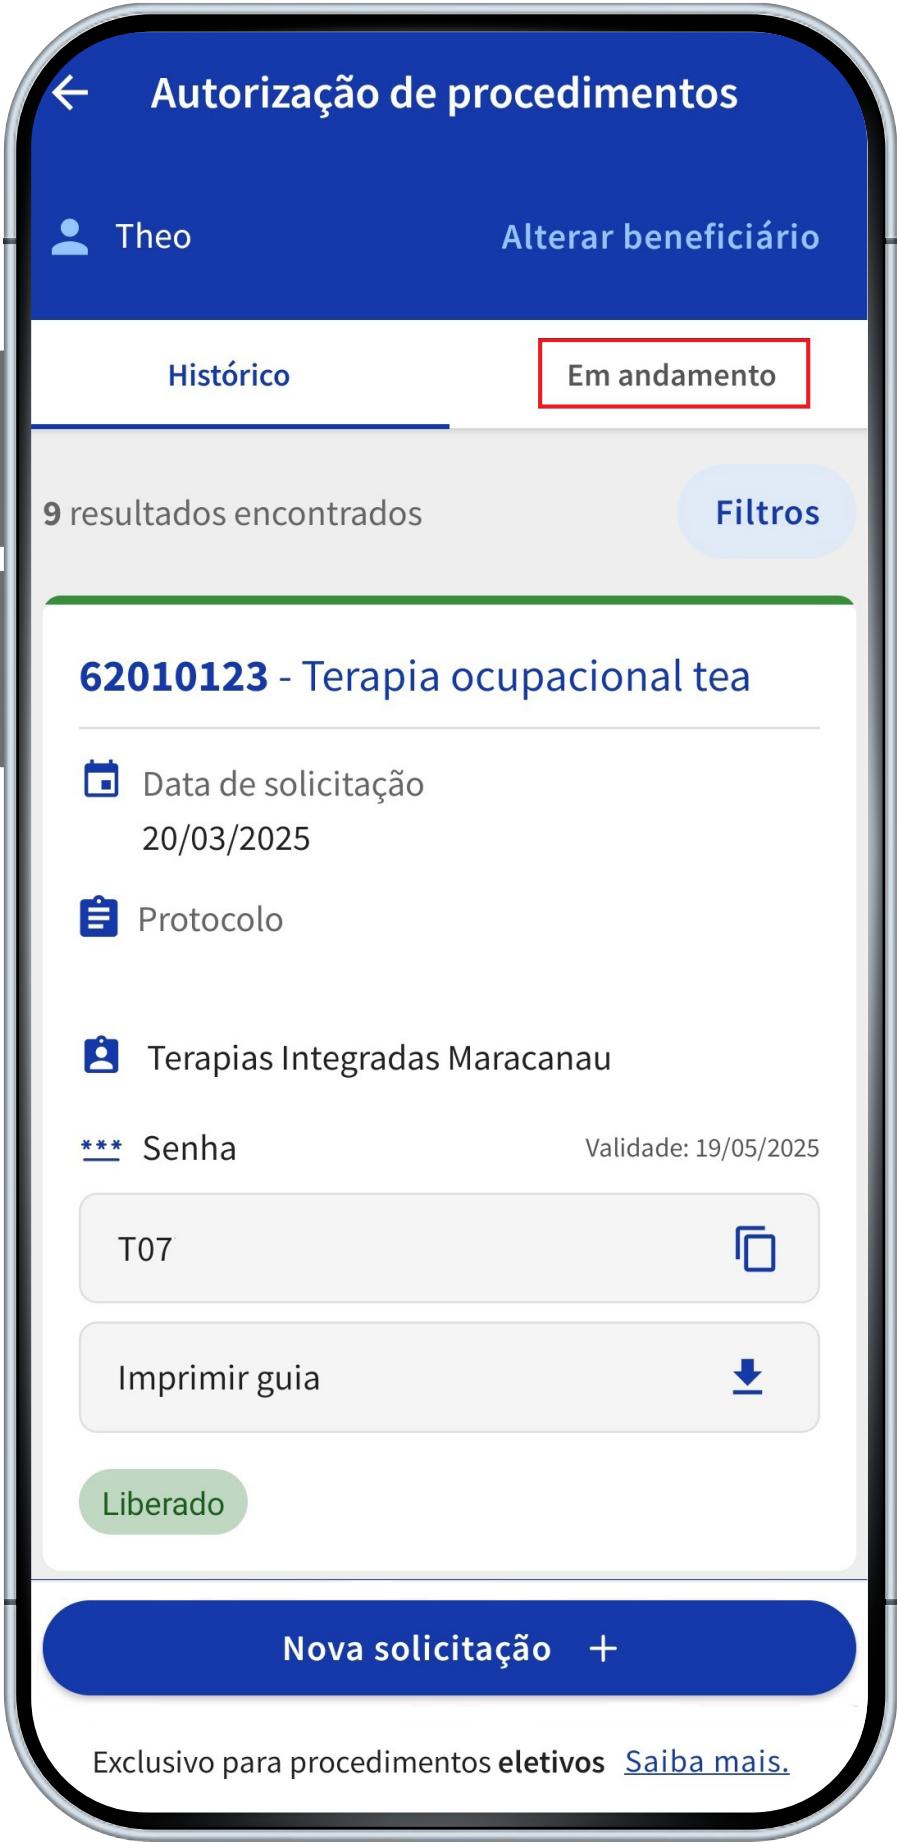 Autorização de procedimentos
Theo
Alterar beneficiário
Histórico
Em andamento
9 resultados encontrados
Filtros
62010123 - Terapia ocupacional tea
Data de solicitação
20/03/2025
Protocolo
Terapias Integradas Maracanau
*** Senha
Validade: 19/05/2025
T07
Imprimir guia
Liberado
Nova solicitação +
Exclusivo para procedimentos eletivos Saiba mais.